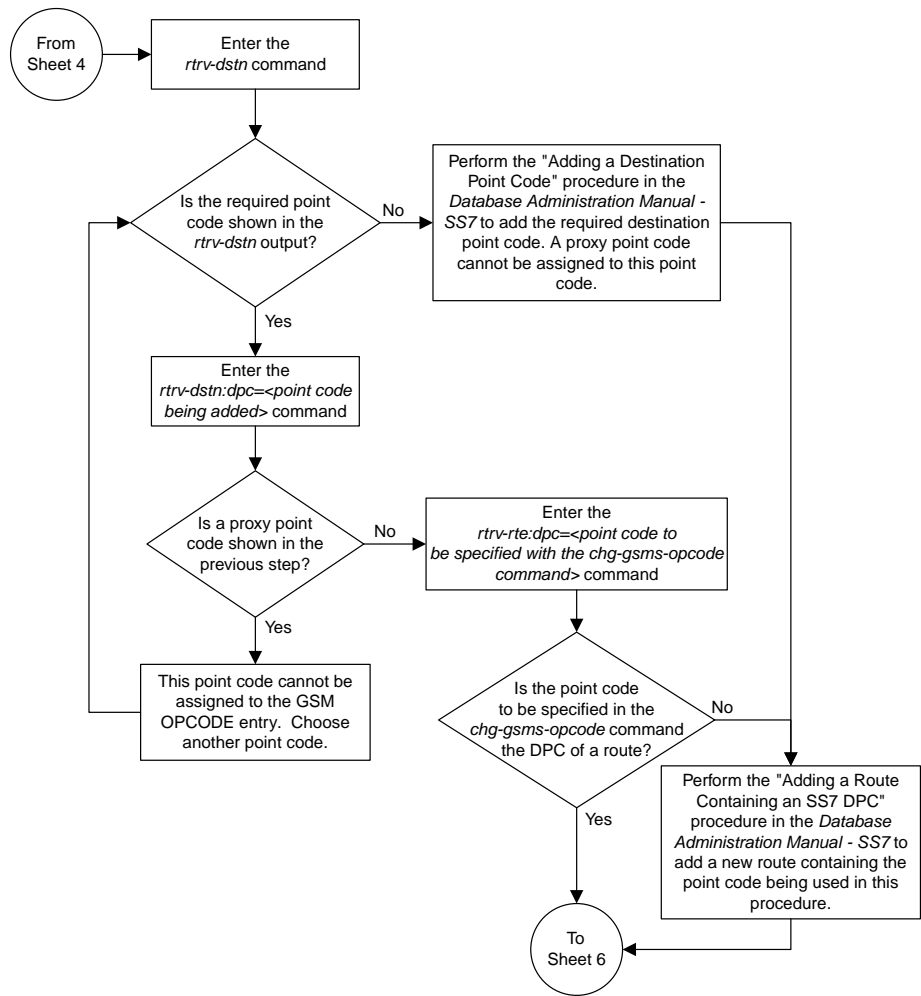 From
Sheet 4
Enter the
rtrv-dstn command
Is the required point
code shown in the
rtrv-dstn output?
No
Perform the "Adding a Destination
Point Code" procedure in the
Database Administration Manual -
SS7 to add the required destination
point code. A proxy point code
cannot be assigned to this point
code.
Yes
Enter the
rtrv-dstn:dpc=<point code
being added> command
Is a proxy point
code shown in the
previous step?
No
Enter the
rtrv-rte:dpc=<point code to
be specified with the chg-gsms-opcode
command> command
Yes
This point code cannot be
assigned to the GSM
OPCODE entry.  Choose
another point code.
Is the point code
to be specified in the
chg-gsms-opcode command
the DPC of a route?
No
Perform the "Adding a Route
Containing an SS7 DPC"
procedure in the Database
Administration Manual - SS7 to
add a new route containing the
point code being used in this
procedure.
Yes
To
Sheet 6